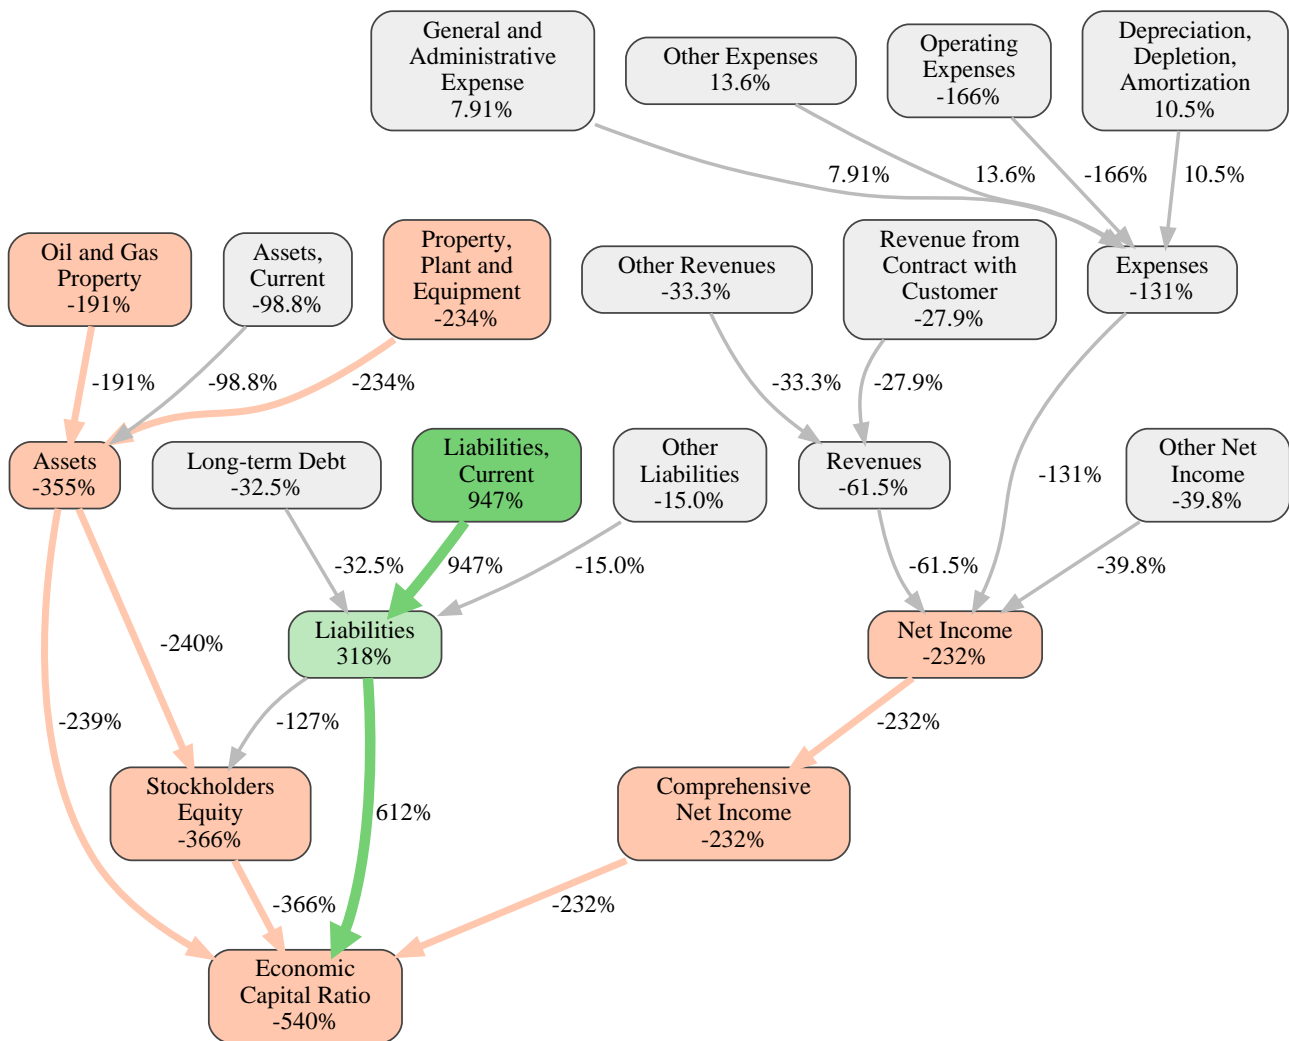 General and
Administrative
Expense
7.91%
Other Expenses
13.6%
Operating
Expenses
-166%
Depreciation,
Depletion,
Amortization
10.5%
7.91%
13.6%
-166%
10.5%
Oil and Gas
Property
-191%
Assets,
Current
-98.8%
Property,
Plant and
Equipment
-234%
Other Revenues
-33.3%
Revenue from
Contract with
Customer
-27.9%
Expenses
-131%
-191%
-98.8%
-234%
-33.3%
-27.9%
Assets
-355%
Long-term Debt
-32.5%
Liabilities,
Current
947%
Other
Liabilities
-15.0%
Revenues
-61.5%
-131%
Other Net
Income
-39.8%
-32.5%
947%
-15.0%
-61.5%
-39.8%
-240%
Liabilities
318%
Net Income
-232%
-239%
-127%
-232%
Stockholders
Equity
-366%
612%
Comprehensive
Net Income
-232%
-366%
-232%
Economic
Capital Ratio
-540%